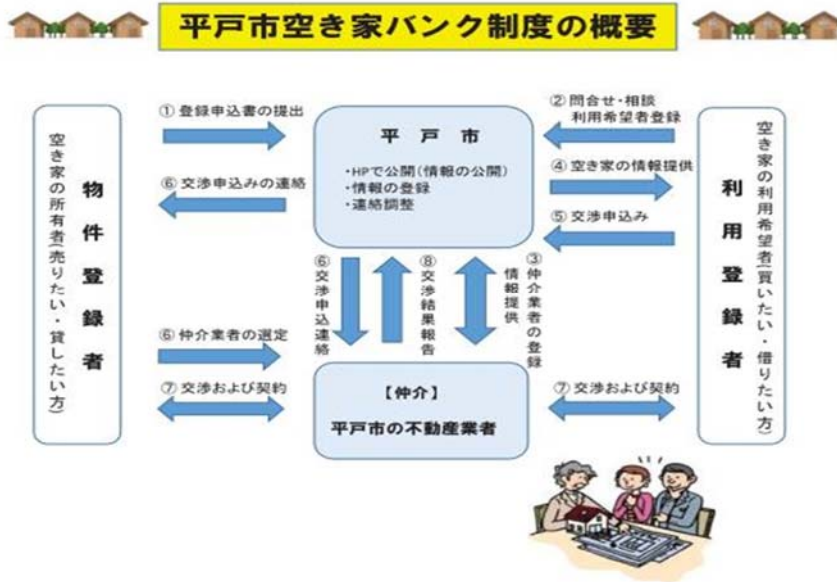 平戸市空き家バンク制度の概要
空き家の所有者(売りたい・貸したい方)
物件登録者
① 登録申込書の提出
⑥ 交渉申込みの連絡
⑥ 仲介業者の選定
⑦ 交渉および契約
平戸市
・HPで公開(情報の公開)
・情報の登録
・連絡調整
⑥交渉申込連絡
⑧交渉結果報告
③仲介業者の登録
情報提供
【仲介】
平戸市の不動産業者
② 問合せ・相談
利用希望者登録
④ 空き家の情報提供
⑤ 交渉申込み
⑦ 交渉および契約
利用登録者
空き家の利用希望者(買いたい・借りたい方)